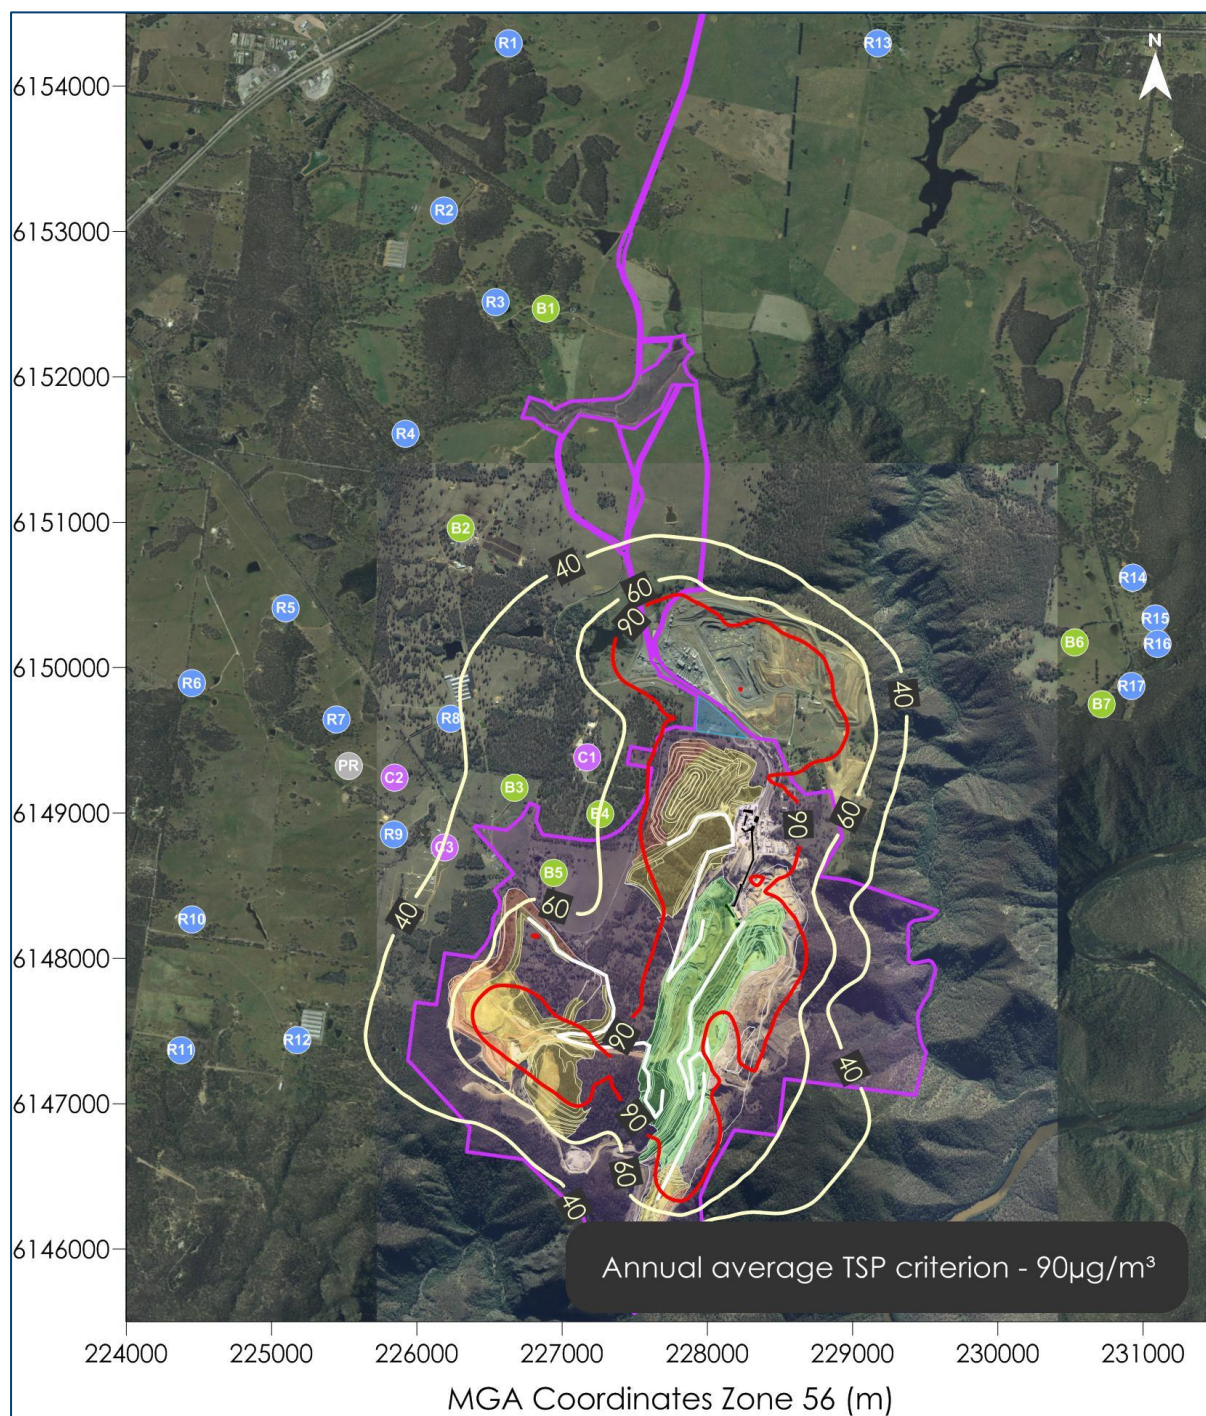 R1
R13
N
6154000
R2
6153000
R3
B1
6152000
R4
6151000
B2
40
R14
60
R5
R15
90
B6
R16
6150000
R6
R17
40
R8
B7
R7
C1
PR
C2
B3
6149000
B4
90
60
R9
C3
B5
60
40
R10
6148000
90
R12
R11
40
6147000
90
60
40
6146000
Annual average TSP criterion - 90µg/m³
224000 225000 226000 227000 228000 229000 230000 231000
MGA Coordinates Zone 56 (m)